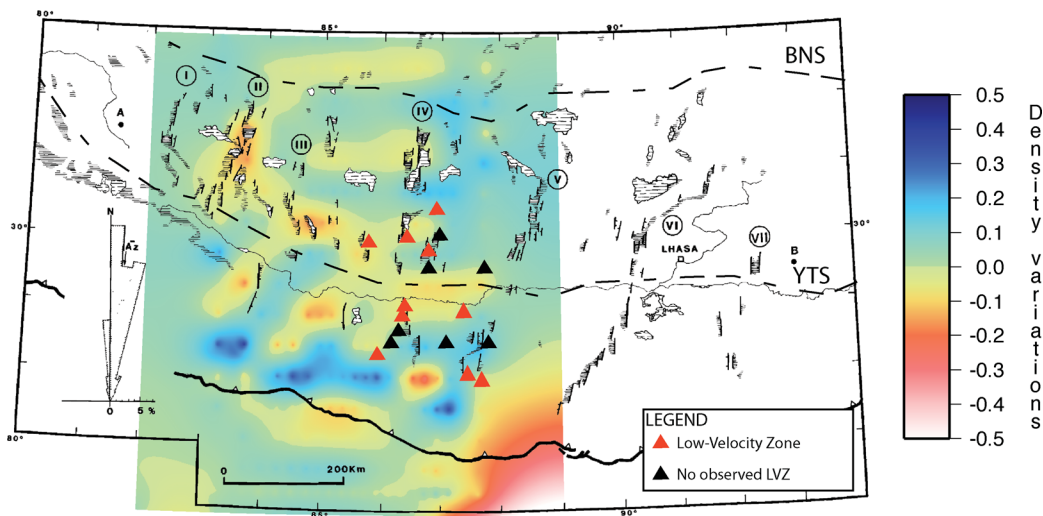 80° 85° 90°
BNS
I
II
III
IV
V
VI
VII
A
B
N
Az
30° 30°
LHASA
YTS
0 5 %
80°
0 200Km
85° 90°
LEGEND
Low-Velocity Zone
No observed LVZ
0.5
0.4
0.3
0.2
0.1
0.0
-0.1
-0.2
-0.3
-0.4
-0.5
Density variations